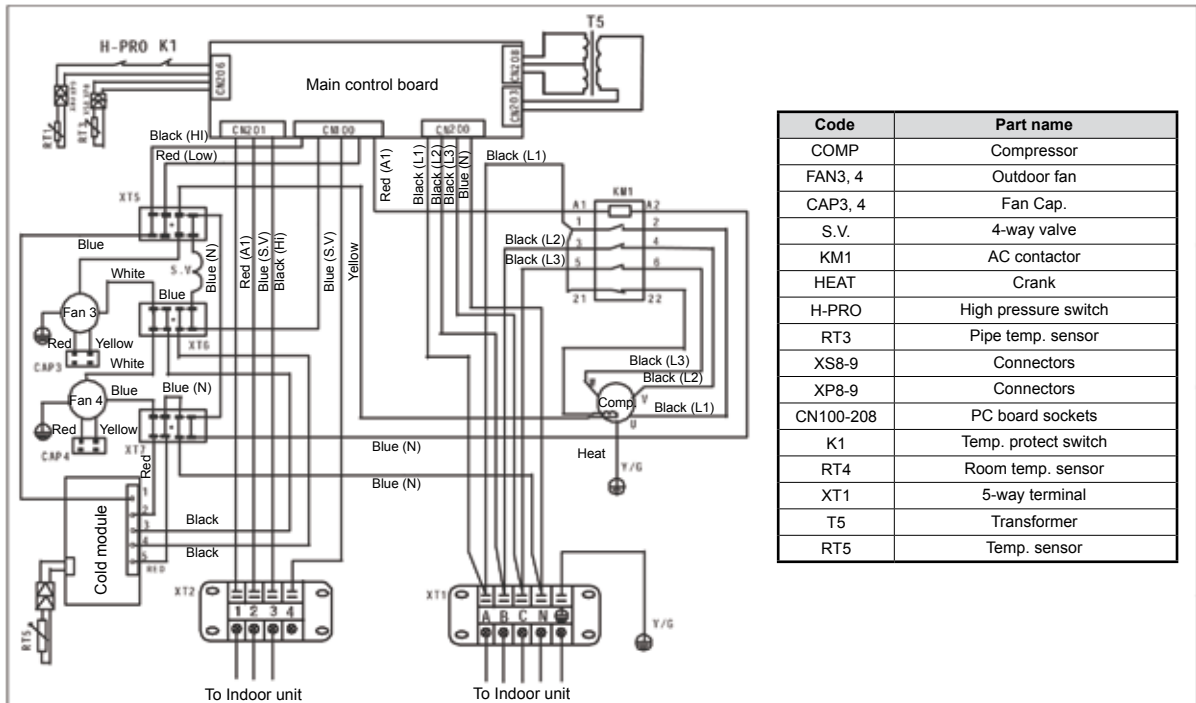 T5
H-PRO K1
CN206
Main control board
CN208
CN203
RT1
RT3
CN201
CN100
CN200
Black (HI)
Red (Low)
Red (A1)
Black (L1)
Black (L2)
Black (L3)
Blue (N)
Black (L1)
KM1
A1
A2
1
2
Black (L2)
3
4
Black (L3)
5
6
21
22
XT5
Blue
White
S.V
Blue (N)
Red (A1)
Blue (S.V)
Black (Hi)
Blue (S.V)
Yellow
Fan 3
Blue
XT6
Red
Yellow
CAP3
White
Blue
Blue (N)
Fan 4
Red
Yellow
CAP4
XT7
Red
Black (L3)
Black (L2)
Comp.
V
Black (L1)
U
Heat
Y/G
Blue (N)
Blue (N)
Cold module
1
2
3
4
5
Black
Black
RED
RT5
XT2
1 2 3 4
To Indoor unit
XT1
A B C N
Y/G
To Indoor unit
Code Part name
COMP Compressor
FAN3, 4 Outdoor fan
CAP3, 4 Fan Cap.
S.V. 4-way valve
KM1 AC contactor
HEAT Crank
H-PRO High pressure switch
RT3 Pipe temp. sensor
XS8-9 Connectors
XP8-9 Connectors
CN100-208 PC board sockets
K1 Temp. protect switch
RT4 Room temp. sensor
XT1 5-way terminal
T5 Transformer
RT5 Temp. sensor